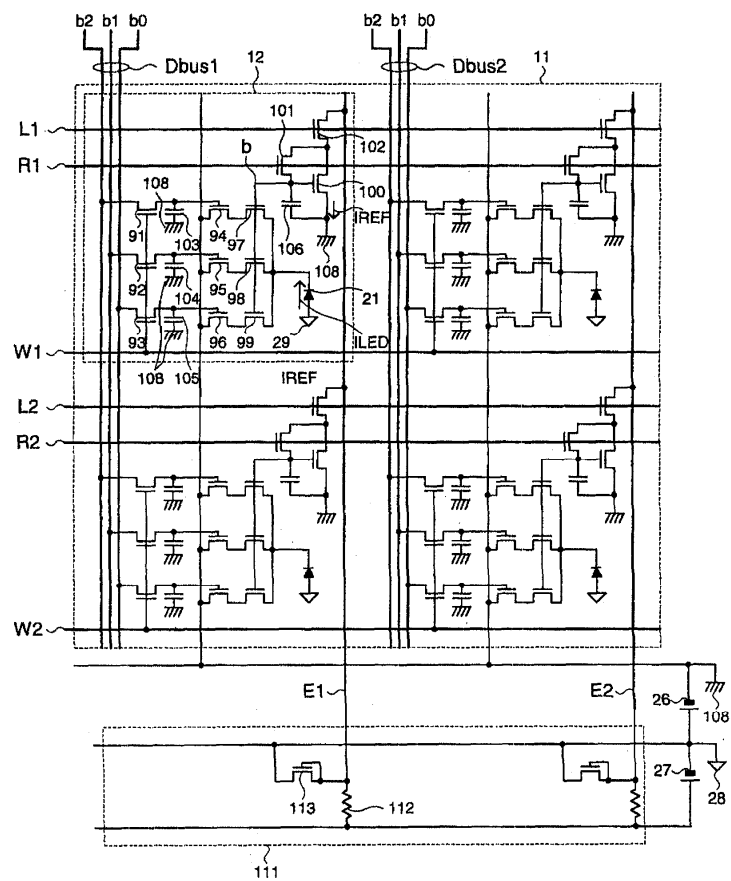 b2 b1 b0 b2 b1 b0
Dbus1 12 Dbus2 11
L1 101 102
R1 b 100
108 IREF
91 103 94 97 106 108
92 104 95 98 21
93 108 105 96 99 29 ILED
W1
IREF
L2
R2
W2
E1 E2 26 108
27 28
113 112
111